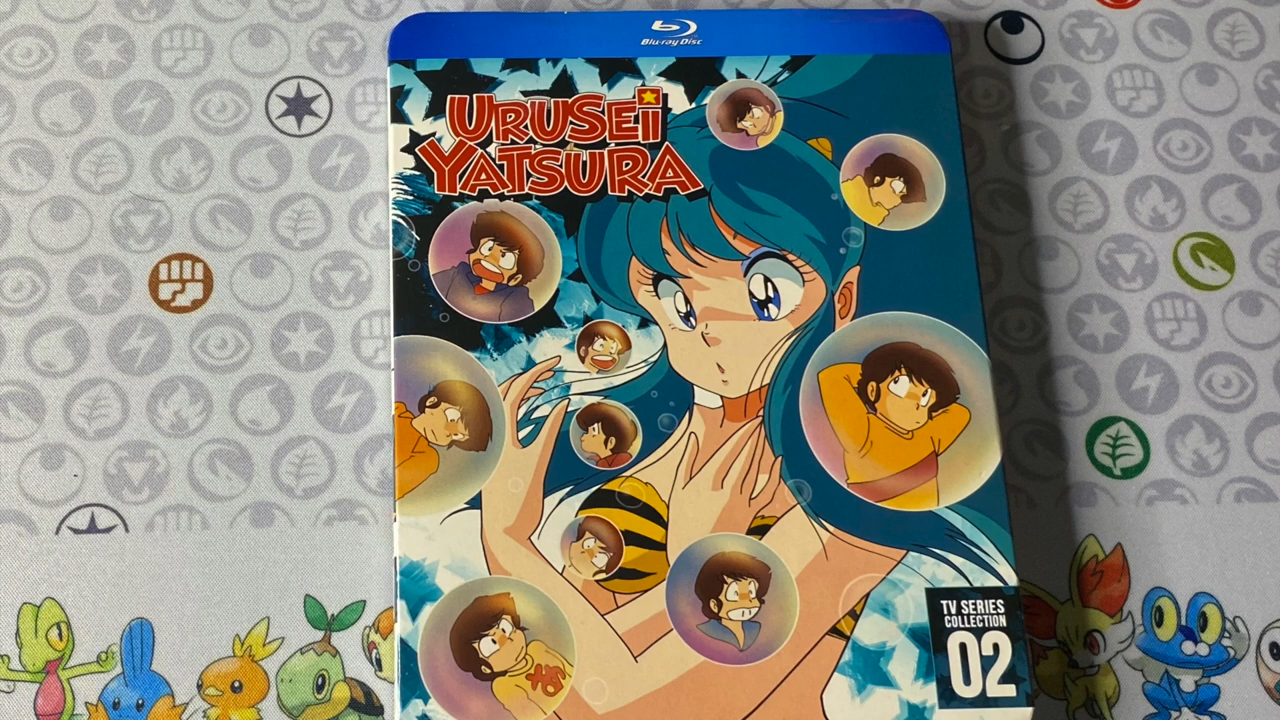 Blu-ray Disc
URUSEi
YATSURA
TV SERIES
COLLECTION
02